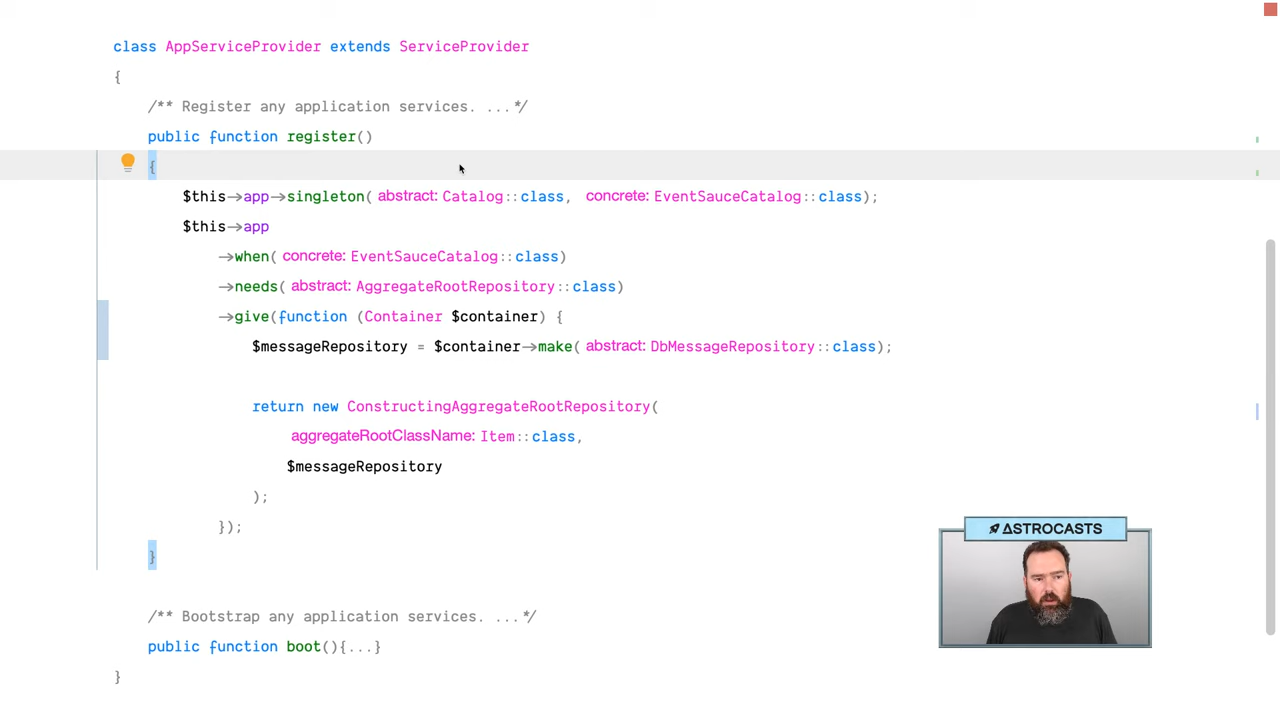 class AppServiceProvider extends ServiceProvider
{
/** Register any application services. ...*/
public function register()
{
$this->app->singleton( abstract: Catalog::class, concrete: EventSauceCatalog::class);
$this->app
->when( concrete: EventSauceCatalog::class)
->needs( abstract: AggregateRootRepository::class)
->give(function (Container $container) {
$messageRepository = $container->make( abstract: DbMessageRepository::class);
return new ConstructingAggregateRootRepository(
aggregateRootClassName: Item::class,
$messageRepository
);
});
}
/** Bootstrap any application services. ...*/
public function boot(){...}
}
ΔSTROCASTS